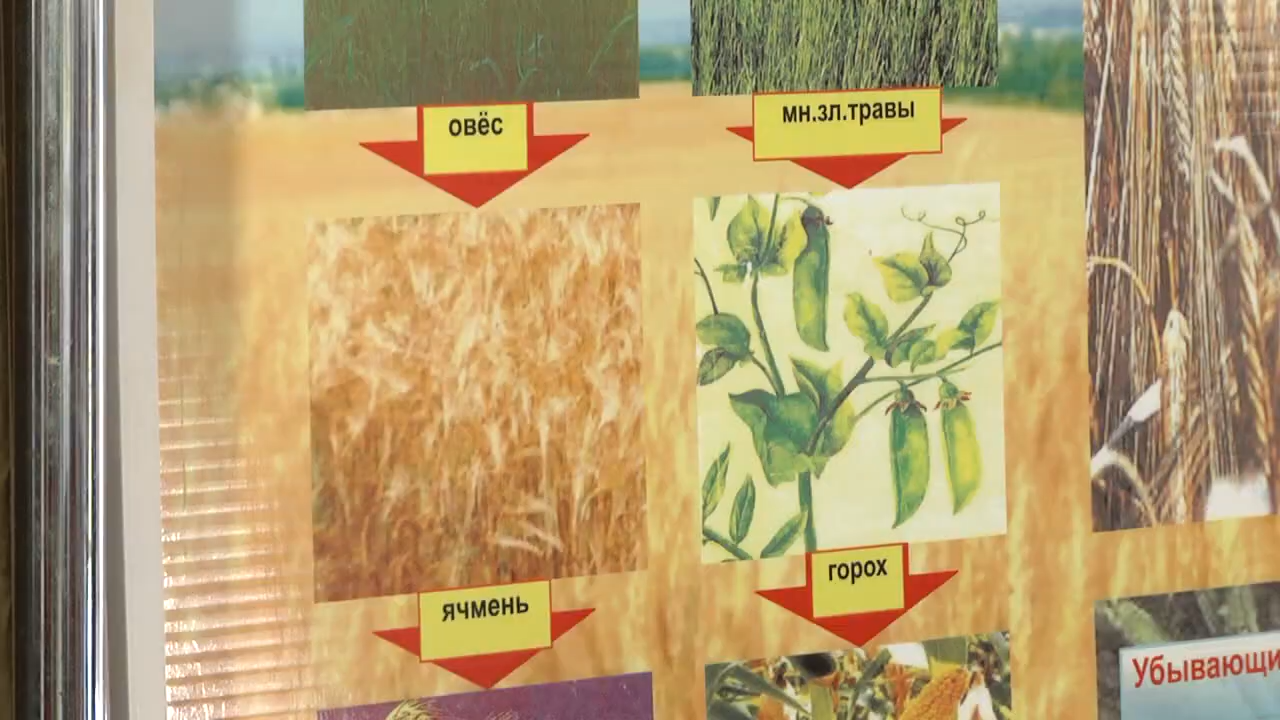 овёс
мн.зл.травы
ячмень
горох
Убывающи